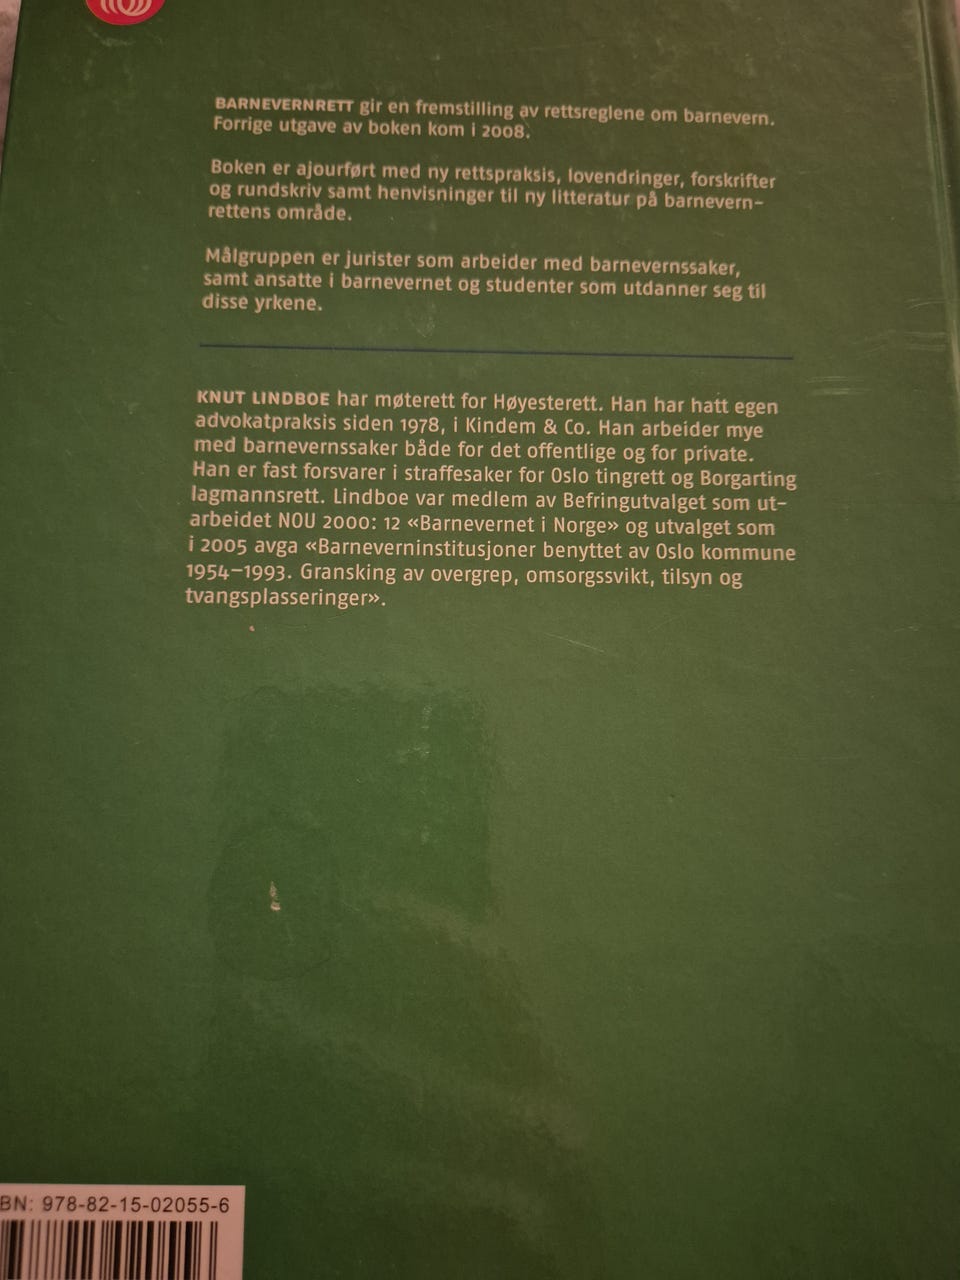 BARNEVERNRETT gir en fremstilling av rettsreglene om barnevern.
Forrige utgave av boken kom i 2008.
Boken er ajourført med ny rettspraksis, lovendringer, forskrifter
og rundskriv samt henvisninger til ny litteratur på barnevern-
rettens område.
Målgruppen er jurister som arbeider med barnevernssaker,
samt ansatte i barnevernet og studenter som utdanner seg til
disse yrkene.
KNUT LINDBOE har møterett for Høyesterett. Han har hatt egen
advokatpraksis siden 1978, i Kindem & Co. Han arbeider mye
med barnevernssaker både for det offentlige og for private.
Han er fast forsvarer i straffesaker for Oslo tingrett og Borgarting
lagmannsrett. Lindboe var medlem av Befringutvalget som ut-
arbeidet NOU 2000: 12 «Barnevernet i Norge» og utvalget som
i 2005 avga «Barneverninstitusjoner benyttet av Oslo kommune
1954–1993. Gransking av overgrep, omsorgssvikt, tilsyn og
tvangsplasseringer».
BN: 978-82-15-02055-6